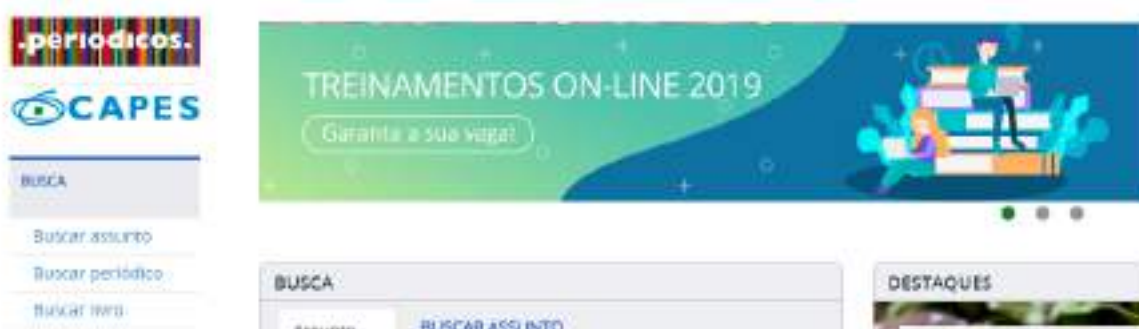 .periodicos.
CAPES
BUSCA
Buscar assunto
Buscar periódico
Buscar livro
TREINAMENTOS ON-LINE 2019
Garanta a sua vaga!
BUSCA
Assunto
BUSCAR ASSUNTO
DESTAQUES